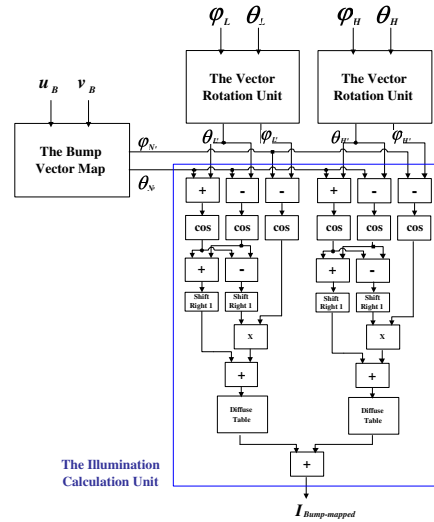 φ_L θ_L φ_H θ_H
u_B v_B
The Vector Rotation Unit
The Vector Rotation Unit
The Bump Vector Map
φ_N' θ_L' φ_L' θ_H' φ_H'
θ_N'
+ - - + - -
cos cos cos cos cos cos
+ - + -
Shift Right 1 Shift Right 1 Shift Right 1 Shift Right 1
x x
+ +
Diffuse Table Diffuse Table
The Illumination Calculation Unit
+
I_Bump-mapped